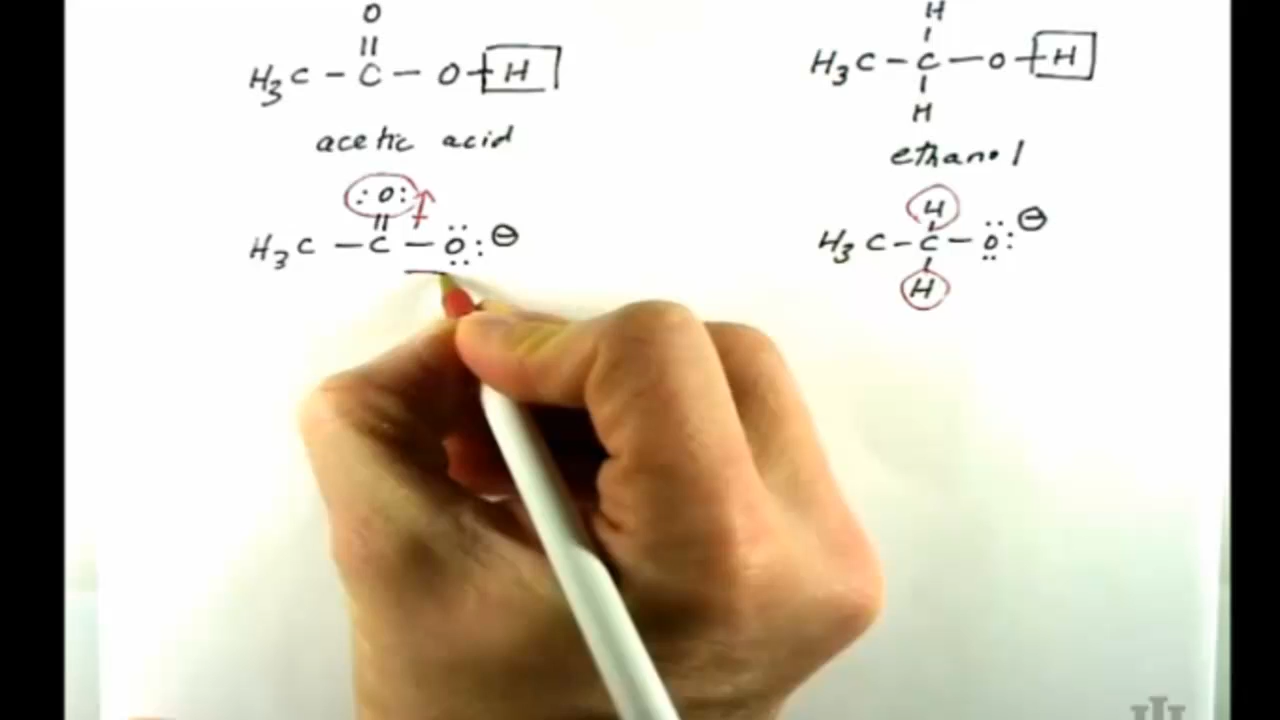 O
||
H₃C – C – O – H
acetic acid
:O:
||
H₃C – C – O: ⊖
H
|
H₃C – C – O – H
|
H
ethanol
H
|
H₃C – C – O: ⊖
|
H